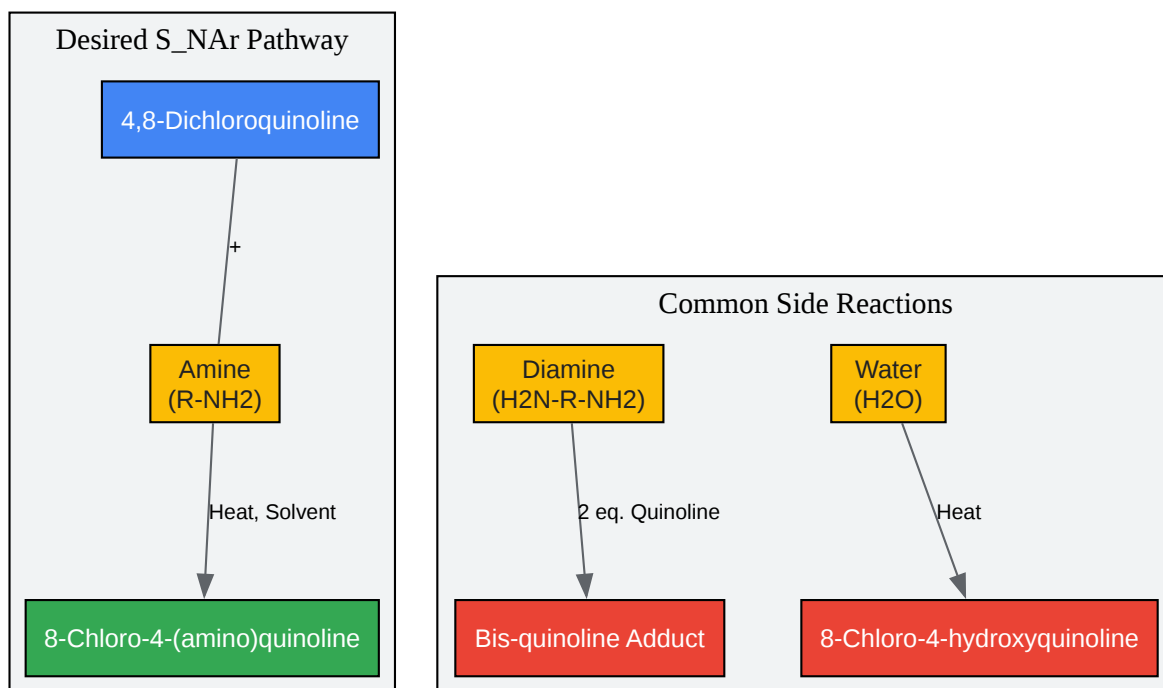 Desired S_NAr Pathway
4,8-Dichloroquinoline
+
Amine
(R-NH2)
Heat, Solvent
8-Chloro-4-(amino)quinoline
Common Side Reactions
Diamine
(H2N-R-NH2)
2 eq. Quinoline
Bis-quinoline Adduct
Water
(H2O)
Heat
8-Chloro-4-hydroxyquinoline